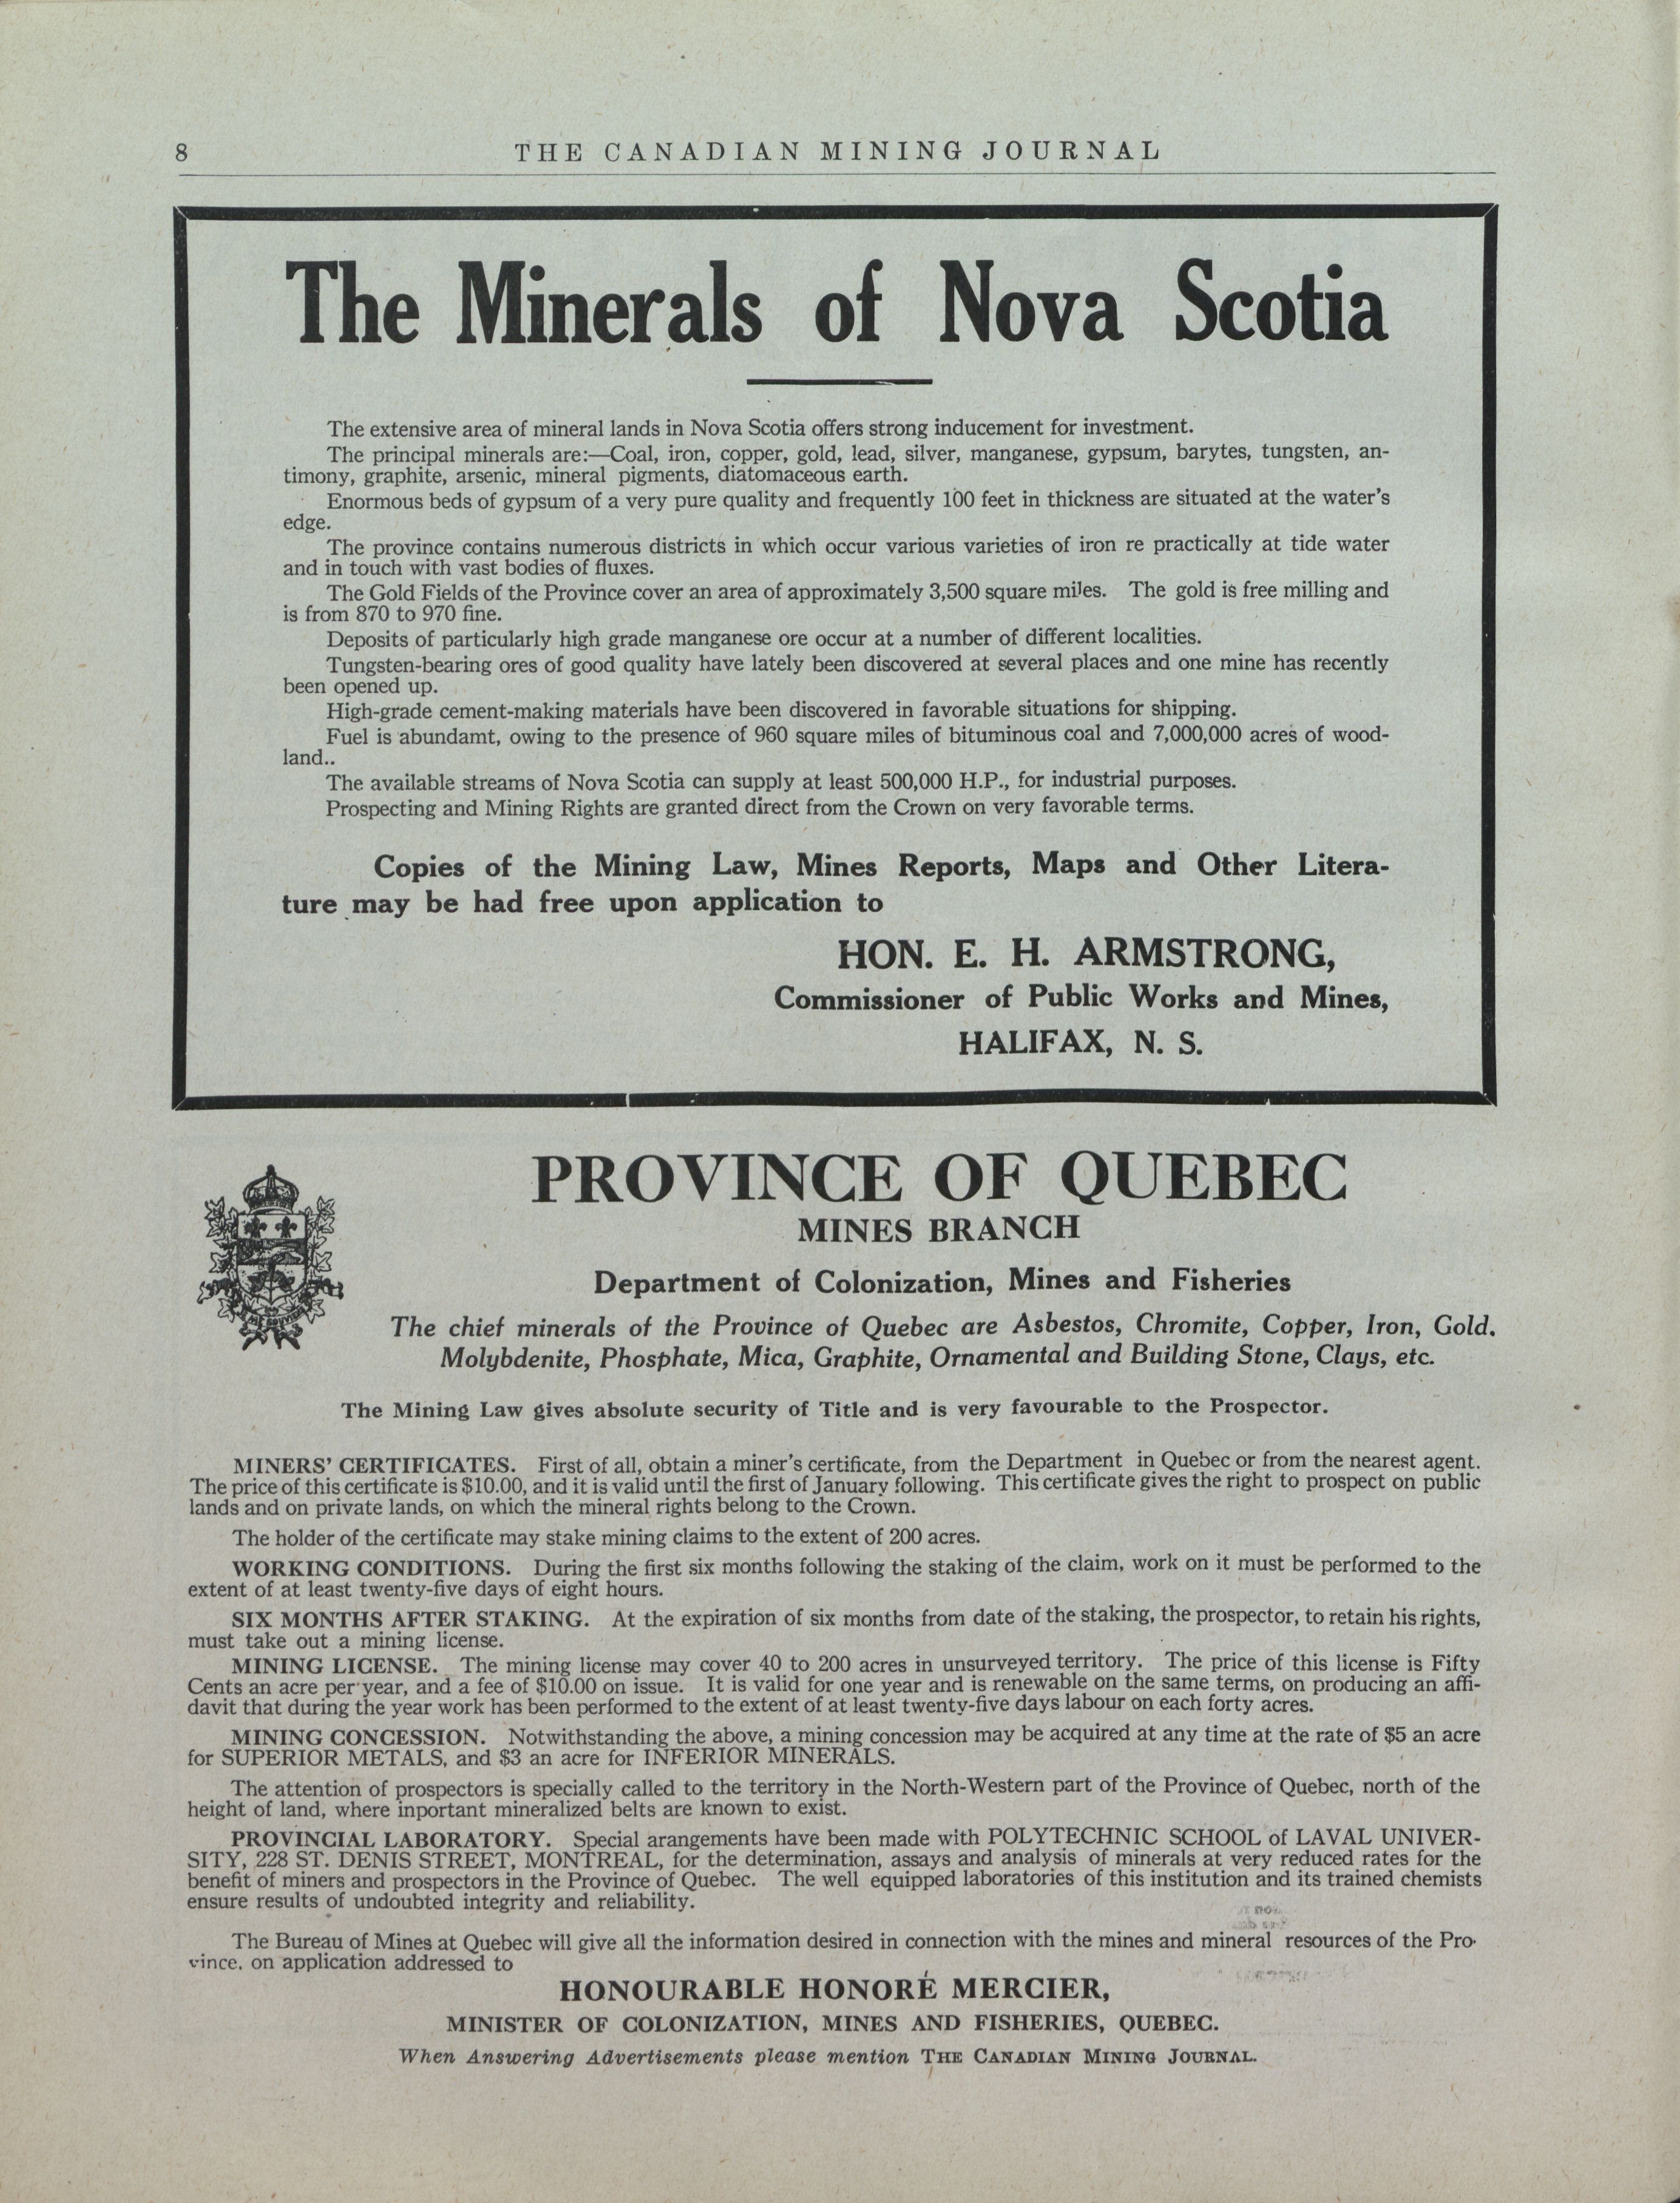 8 THE CANADIAN MINING JOURNAL
The Minerals of Nova Scotia
The extensive area of mineral lands in Nova Scotia offers strong inducement for investment.
The principal minerals are:—Coal, iron, copper, gold, lead, silver, manganese, gypsum, barytes, tungsten, an-
timony, graphite, arsenic, mineral pigments, diatomaceous earth.
Enormous beds of gypsum of a very pure quality and frequently 100 feet in thickness are situated at the water's
edge.
The province contains numerous districts in which occur various varieties of iron re practically at tide water
and in touch with vast bodies of fluxes.
The Gold Fields of the Province cover an area of approximately 3,500 square miles. The gold is free milling and
is from 870 to 970 fine.
Deposits of particularly high grade manganese ore occur at a number of different localities.
Tungsten-bearing ores of good quality have lately been discovered at several places and one mine has recently
been opened up.
High-grade cement-making materials have been discovered in favorable situations for shipping.
Fuel is abundamt, owing to the presence of 960 square miles of bituminous coal and 7,000,000 acres of wood-
land..
The available streams of Nova Scotia can supply at least 500,000 H.P., for industrial purposes.
Prospecting and Mining Rights are granted direct from the Crown on very favorable terms.
Copies of the Mining Law, Mines Reports, Maps and Other Litera-
ture may be had free upon application to
HON. E. H. ARMSTRONG,
Commissioner of Public Works and Mines,
HALIFAX, N. S.
PROVINCE OF QUEBEC
MINES BRANCH
Department of Colonization, Mines and Fisheries
The chief minerals of the Province of Quebec are Asbestos, Chromite, Copper, Iron, Gold.
Molybdenite, Phosphate, Mica, Graphite, Ornamental and Building Stone, Clays, etc.
The Mining Law gives absolute security of Title and is very favourable to the Prospector.
MINERS' CERTIFICATES. First of all, obtain a miner's certificate, from the Department in Quebec or from the nearest agent.
The price of this certificate is $10.00, and it is valid until the first of January following. This certificate gives the right to prospect on public
lands and on private lands, on which the mineral rights belong to the Crown.
The holder of the certificate may stake mining claims to the extent of 200 acres.
WORKING CONDITIONS. During the first six months following the staking of the claim, work on it must be performed to the
extent of at least twenty-five days of eight hours.
SIX MONTHS AFTER STAKING. At the expiration of six months from date of the staking, the prospector, to retain his rights,
must take out a mining license.
MINING LICENSE. The mining license may cover 40 to 200 acres in unsurveyed territory. The price of this license is Fifty
Cents an acre per year, and a fee of $10.00 on issue. It is valid for one year and is renewable on the same terms, on producing an affi-
davit that during the year work has been performed to the extent of at least twenty-five days labour on each forty acres.
MINING CONCESSION. Notwithstanding the above, a mining concession may be acquired at any time at the rate of $5 an acre
for SUPERIOR METALS, and $3 an acre for INFERIOR MINERALS.
The attention of prospectors is specially called to the territory in the North-Western part of the Province of Quebec, north of the
height of land, where inportant mineralized belts are known to exist.
PROVINCIAL LABORATORY. Special arangements have been made with POLYTECHNIC SCHOOL of LAVAL UNIVER-
SITY, 228 ST. DENIS STREET, MONTREAL, for the determination, assays and analysis of minerals at very reduced rates for the
benefit of miners and prospectors in the Province of Quebec. The well equipped laboratories of this institution and its trained chemists
ensure results of undoubted integrity and reliability.
The Bureau of Mines at Quebec will give all the information desired in connection with the mines and mineral resources of the Pro-
vince, on application addressed to
HONOURABLE HONORÉ MERCIER,
MINISTER OF COLONIZATION, MINES AND FISHERIES, QUEBEC.
When Answering Advertisements please mention THE CANADIAN MINING JOURNAL.